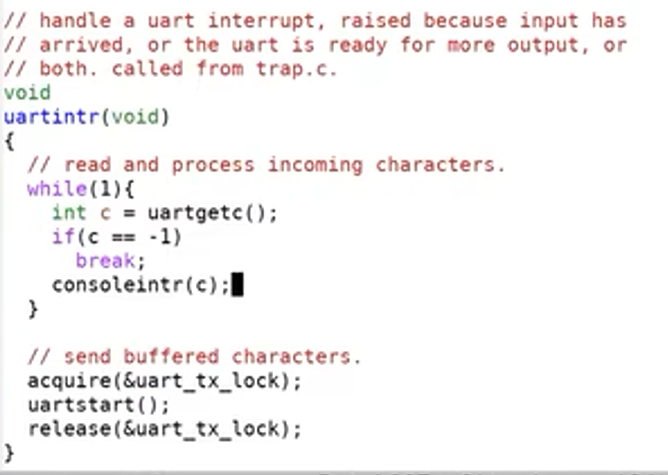 // handle a uart interrupt, raised because input has
// arrived, or the uart is ready for more output, or
// both. called from trap.c.
void
uartintr(void)
{
  // read and process incoming characters.
  while(1){
    int c = uartgetc();
    if(c == -1)
      break;
    consoleintr(c);
  }

  // send buffered characters.
  acquire(&uart_tx_lock);
  uartstart();
  release(&uart_tx_lock);
}